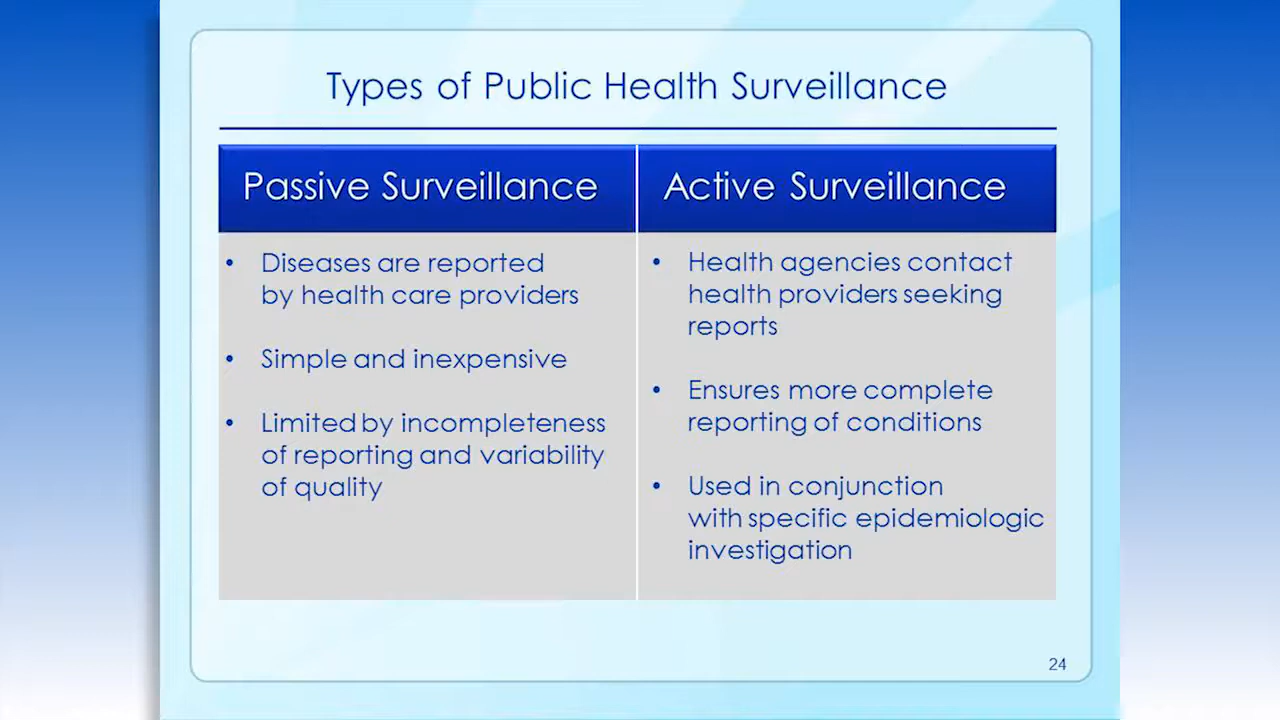 Types of Public Health Surveillance
Passive Surveillance
• Diseases are reported
by health care providers
• Simple and inexpensive
• Limited by incompleteness
of reporting and variability
of quality
Active Surveillance
• Health agencies contact
health providers seeking
reports
• Ensures more complete
reporting of conditions
• Used in conjunction
with specific epidemiologic
investigation
24